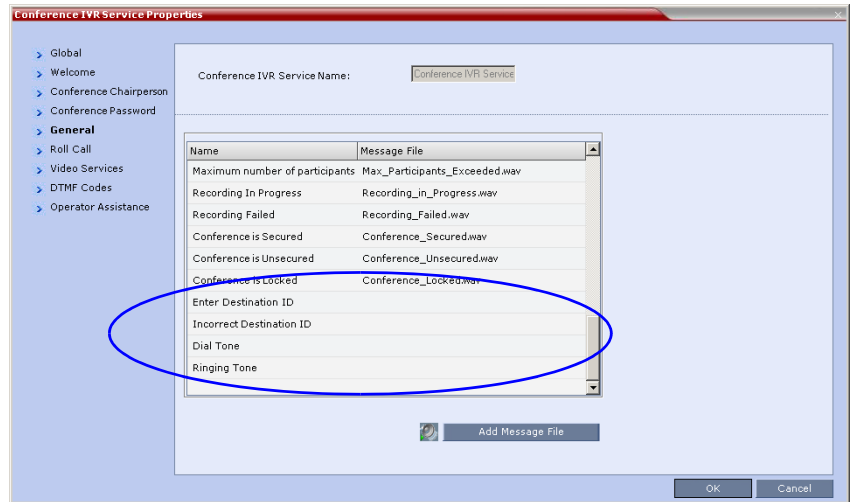 Conference IVR Service Properties
Global
Welcome
Conference Chairperson
Conference Password
General
Roll Call
Video Services
DTMF Codes
Operator Assistance
Conference IVR Service Name: Conference IVR Service
Name Message File
Maximum number of participants Max_Participants_Exceeded.wav
Recording In Progress Recording_in_Progress.wav
Recording Failed Recording_Failed.wav
Conference is Secured Conference_Secured.wav
Conference is Unsecured Conference_Unsecured.wav
Conference is Locked Conference_Locked.wav
Enter Destination ID
Incorrect Destination ID
Dial Tone
Ringing Tone
Add Message File
OK Cancel